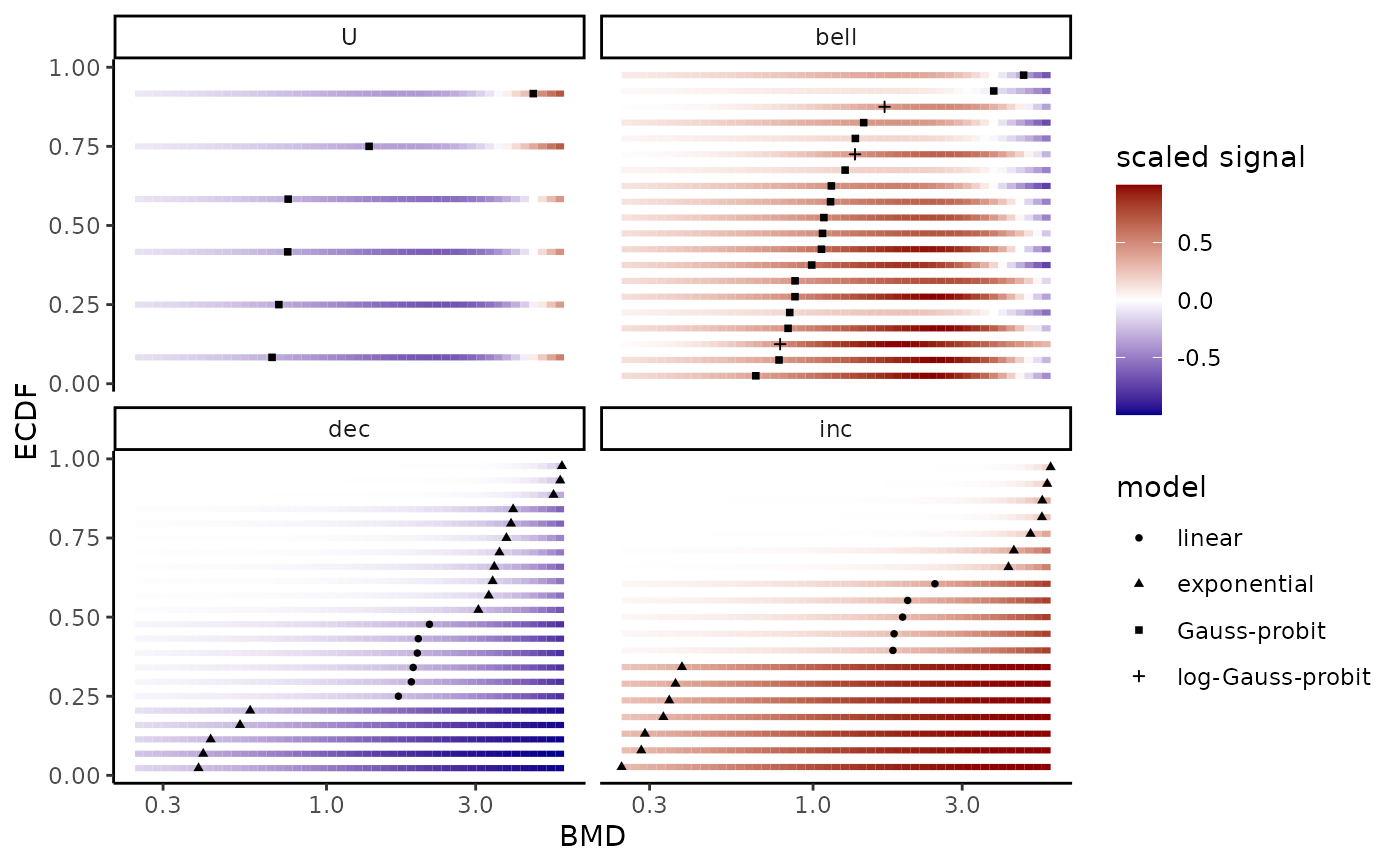 U
bell
1.00
0.75
0.50
0.25
0.00
dec
inc
1.00
0.75
0.50
0.25
0.00
0.3
1.0
3.0
0.3
1.0
3.0
BMD
ECDF
scaled signal
0.5
0.0
-0.5
model
linear
exponential
Gauss-probit
log-Gauss-probit